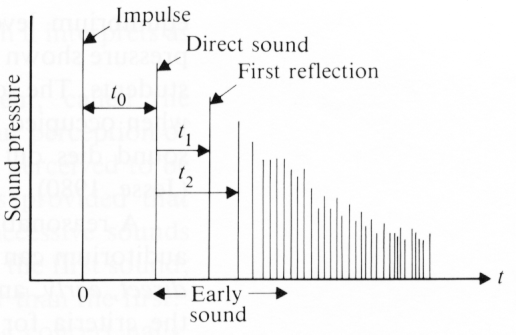 Impulse
Direct sound
First reflection
t₀
t₁
t₂
Sound pressure
t
0
Early
sound